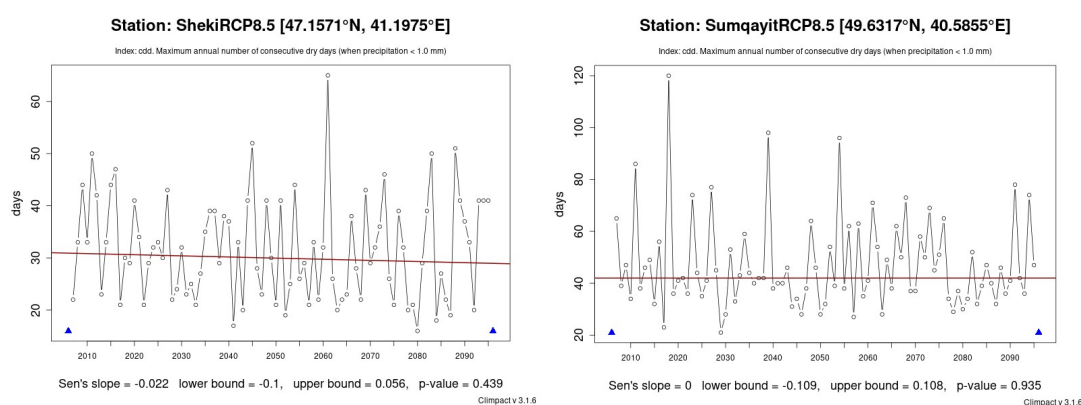 Station: ShekiRCP8.5 [47.1571°N, 41.1975°E]
Index: cdd. Maximum annual number of consecutive dry days (when precipitation < 1.0 mm)
60
50
40
30
20
days
2010 2020 2030 2040 2050 2060 2070 2080 2090
Sen's slope = -0.022 lower bound = -0.1, upper bound = 0.056, p-value = 0.439
Climpact v 3.1.6
Station: SumqayitRCP8.5 [49.6317°N, 40.5855°E]
Index: cdd. Maximum annual number of consecutive dry days (when precipitation < 1.0 mm)
120
100
80
60
40
20
days
2010 2020 2030 2040 2050 2060 2070 2080 2090
Sen's slope = 0 lower bound = -0.109, upper bound = 0.108, p-value = 0.935
Climpact v 3.1.6